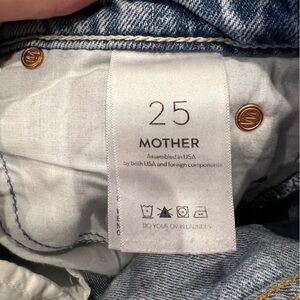 25
MOTHER
Assembled in USA
by both USA and foreign components
DO YOUR OWN LAUNDRY